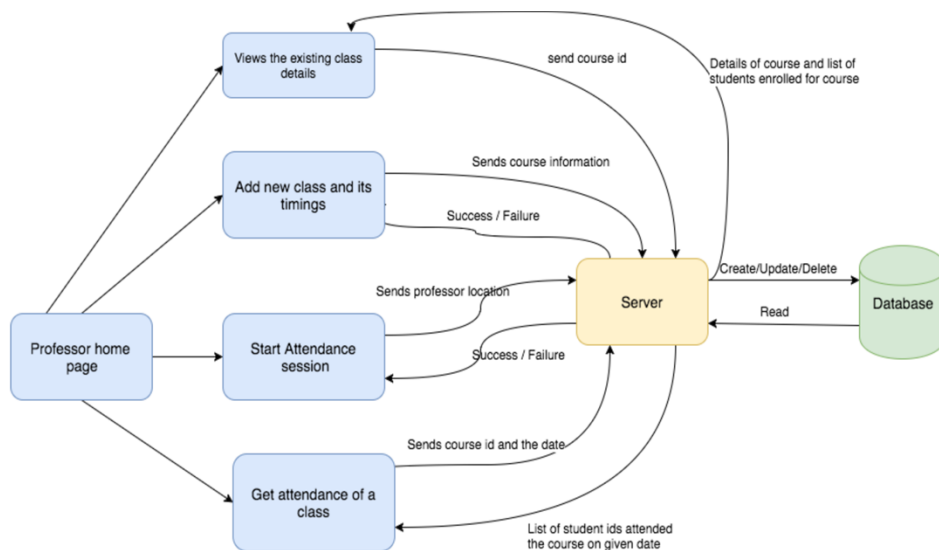 Views the existing class
details
send course id
Details of course and list of
students enrolled for course
Sends course information
Add new class and its
timings
Success / Failure
Create/Update/Delete
Sends professor location
Server
Database
Read
Professor home
page
Start Attendance
session
Success / Failure
Sends course id and the date
Get attendance of a
class
List of student ids attended
the course on given date